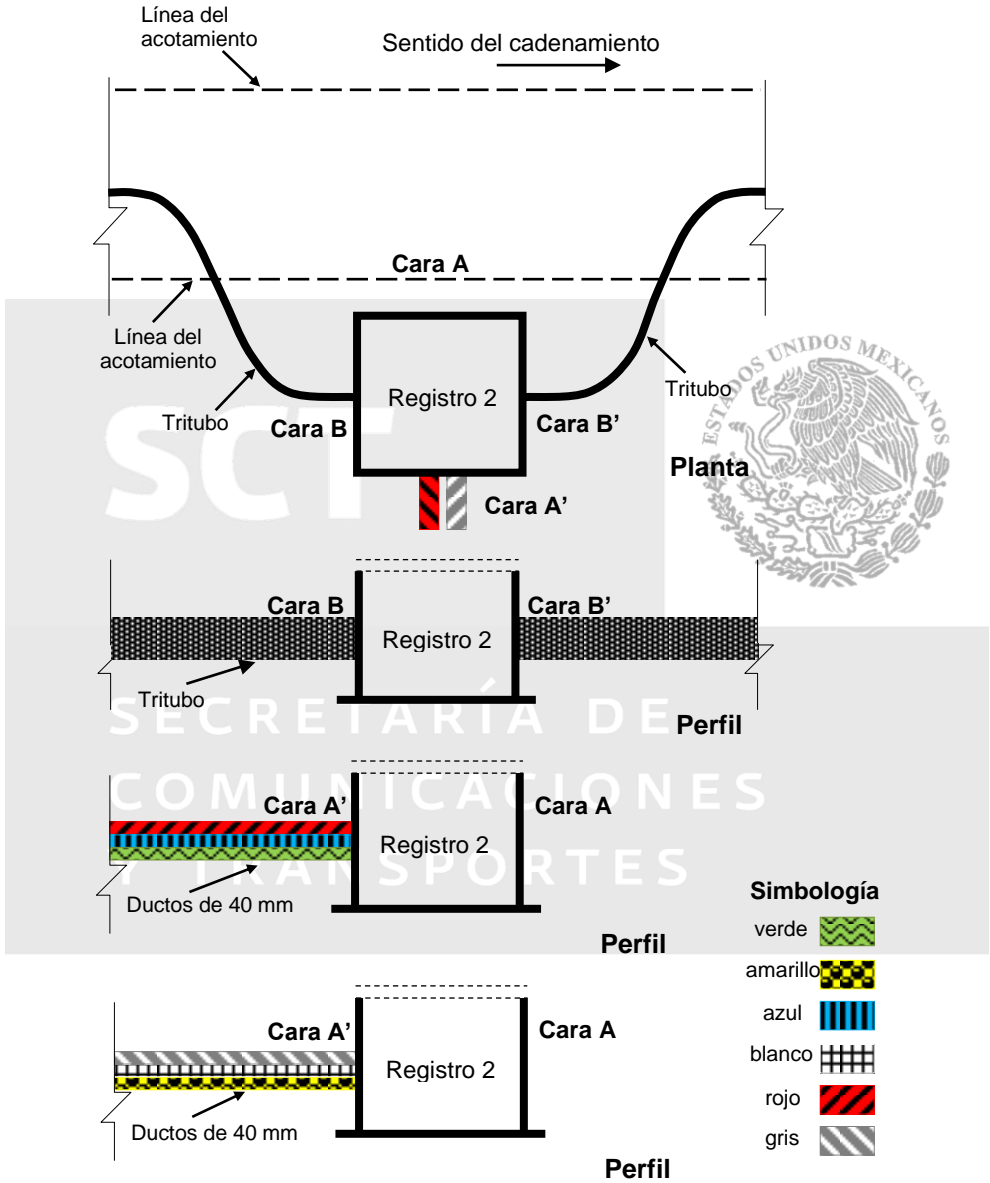 Línea del
acotamiento
Sentido del cadenamiento
Cara A
Línea del
acotamiento
Tritubo
Cara B
Registro 2
Cara B’
Tritubo
ESTADOS UNIDOS MEXICANOS
Planta
SCT
Cara A’
Cara B
Cara B’
Registro 2
Tritubo
SECRETARÍA DE
Perfil
COMUNICACIONES
Cara A’
Cara A
Registro 2
Y TRANSPORTES
Ductos de 40 mm
Perfil
Simbología
verde
amarillo
azul
blanco
rojo
gris
Cara A’
Cara A
Registro 2
Ductos de 40 mm
Perfil